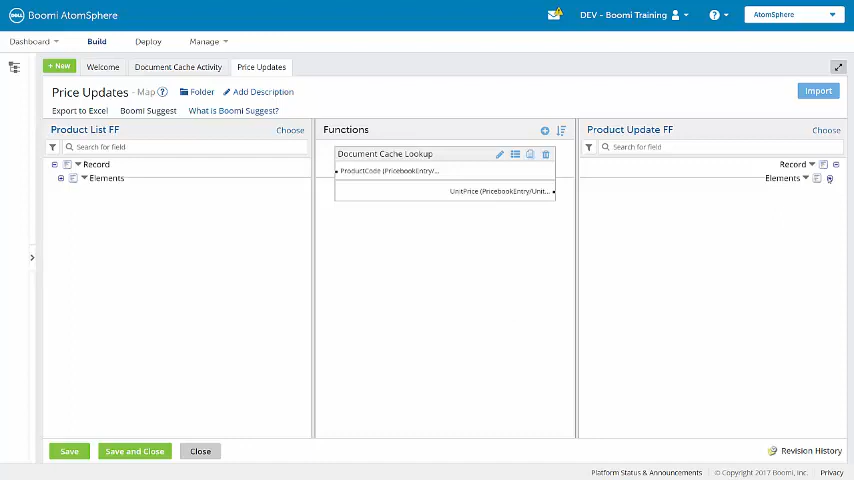 DELL Boomi AtomSphere
DEV - Boomi Training
?
AtomSphere
Dashboard Build Deploy Manage
+ New Welcome Document Cache Activity Price Updates
Price Updates - Map ? Folder Add Description Import
Export to Excel Boomi Suggest What is Boomi Suggest?
Product List FF Choose Functions Product Update FF Choose
Search for field Search for field
Document Cache Lookup
Record Record
ProductCode (PricebookEntry/...
Elements Elements
UnitPrice (PricebookEntry/Unit...
Save Save and Close Close Revision History
Platform Status & Announcements © Copyright 2017 Boomi, Inc. Privacy